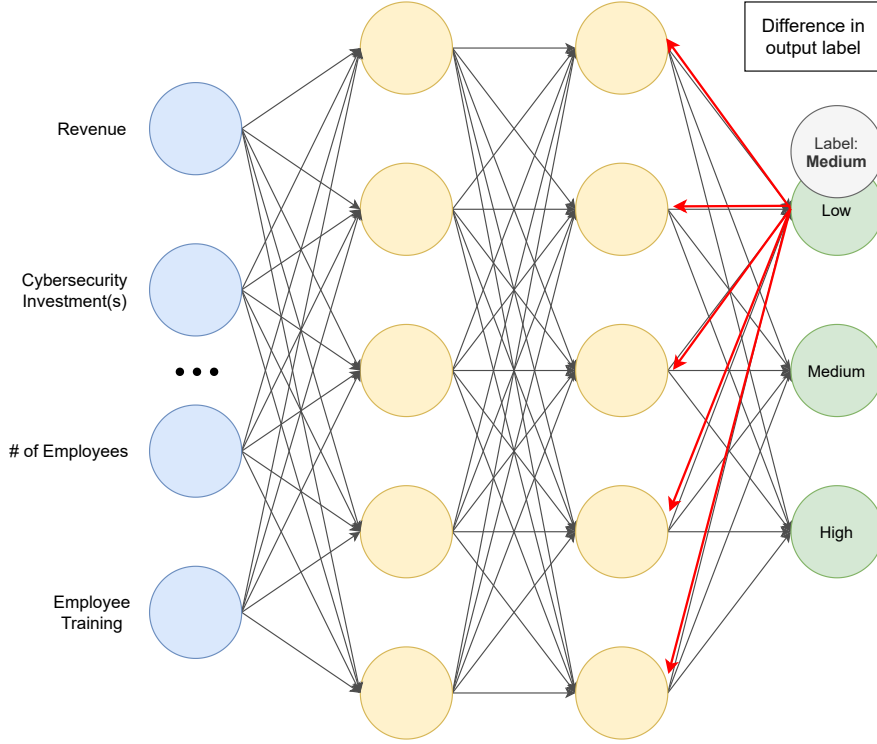 Difference in
output label
Revenue
Label:
Medium
Low
Cybersecurity
Investment(s)
Medium
# of Employees
High
Employee
Training